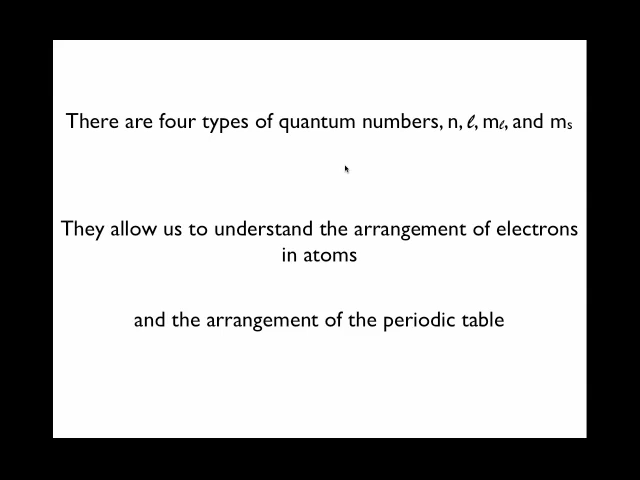 There are four types of quantum numbers, n, ℓ, mℓ, and ms
They allow us to understand the arrangement of electrons
in atoms
and the arrangement of the periodic table